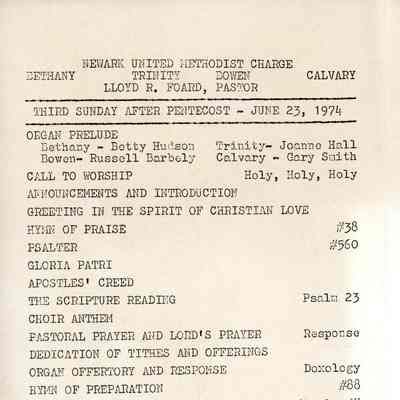 NEWARK UNITED METHODIST CHARGE
BETHANY TRINITY BOWEN CALVARY
LLOYD R. FOARD, PASTOR
THIRD SUNDAY AFTER PENTECOST - JUNE 23, 1974
ORGAN PRELUDE
Bethany - Betty Hudson Trinity- Joanne Hall
Bowen- Russell Barbely Calvary - Gary Smith
CALL TO WORSHIP Holy, Holy, Holy
ANNOUNCEMENTS AND INTRODUCTION
GREETING IN THE SPIRIT OF CHRISTIAN LOVE
HYMN OF PRAISE #38
PSALTER #560
GLORIA PATRI
APOSTLES' CREED
THE SCRIPTURE READING Psalm 23
CHOIR ANTHEM
PASTORAL PRAYER AND LORD'S PRAYER Response
DEDICATION OF TITHES AND OFFERINGS
ORGAN OFFERTORY AND RESPONSE Doxology
HYMN OF PREPARATION #88